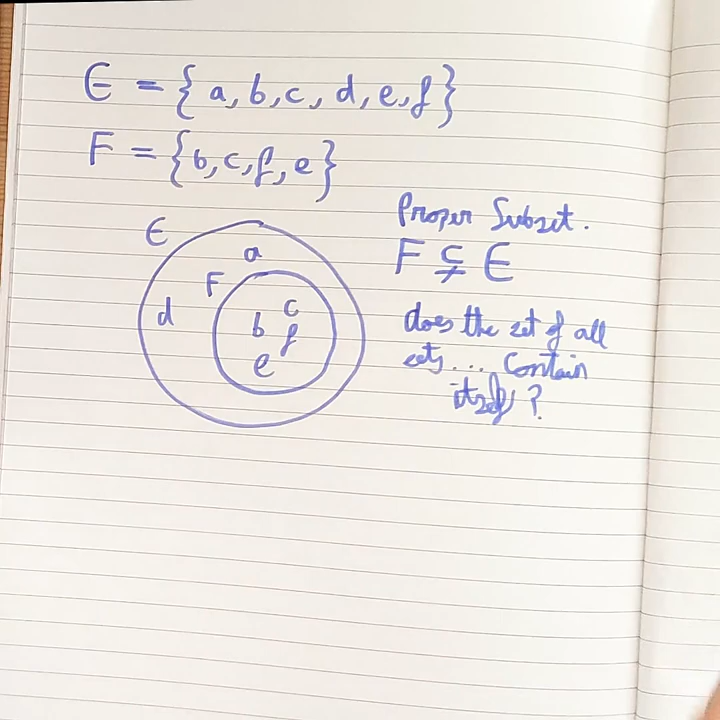 E = { a, b, c, d, e, f }
F = { b, c, f, e }
E
a
F
d
c
b f
e
Proper Subset.
F ⊊ E
does the set of all
sets... Contain
itself?